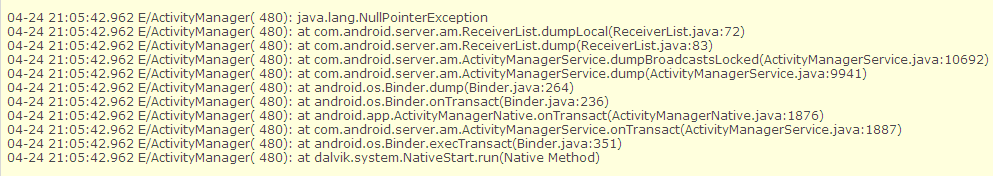 04-24 21:05:42.962 E/ActivityManager( 480): java.lang.NullPointerException
04-24 21:05:42.962 E/ActivityManager( 480): at com.android.server.am.ReceiverList.dumpLocal(ReceiverList.java:72)
04-24 21:05:42.962 E/ActivityManager( 480): at com.android.server.am.ReceiverList.dump(ReceiverList.java:83)
04-24 21:05:42.962 E/ActivityManager( 480): at com.android.server.am.ActivityManagerService.dumpBroadcastsLocked(ActivityManagerService.java:10692)
04-24 21:05:42.962 E/ActivityManager( 480): at com.android.server.am.ActivityManagerService.dump(ActivityManagerService.java:9941)
04-24 21:05:42.962 E/ActivityManager( 480): at android.os.Binder.dump(Binder.java:264)
04-24 21:05:42.962 E/ActivityManager( 480): at android.os.Binder.onTransact(Binder.java:236)
04-24 21:05:42.962 E/ActivityManager( 480): at android.app.ActivityManagerNative.onTransact(ActivityManagerNative.java:1876)
04-24 21:05:42.962 E/ActivityManager( 480): at com.android.server.am.ActivityManagerService.onTransact(ActivityManagerService.java:1887)
04-24 21:05:42.962 E/ActivityManager( 480): at android.os.Binder.execTransact(Binder.java:351)
04-24 21:05:42.962 E/ActivityManager( 480): at dalvik.system.NativeStart.run(Native Method)